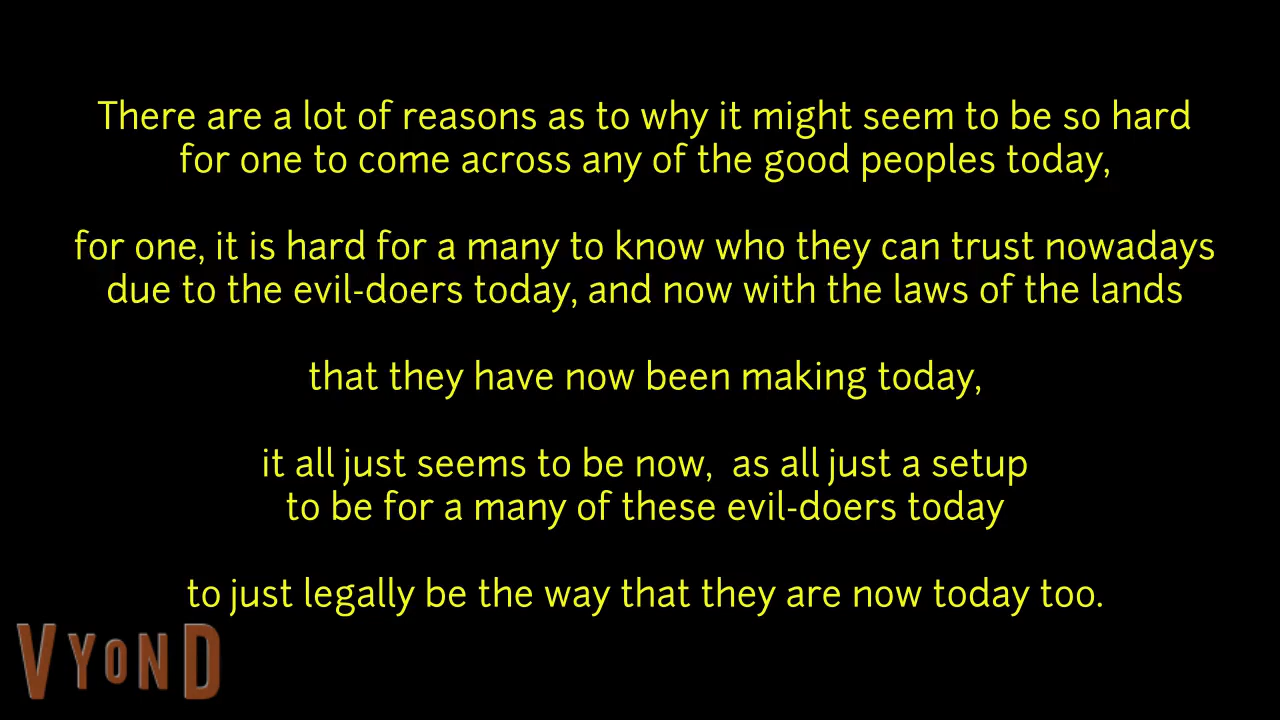 There are a lot of reasons as to why it might seem to be so hard
for one to come across any of the good peoples today,
for one, it is hard for a many to know who they can trust nowadays
due to the evil-doers today, and now with the laws of the lands
that they have now been making today,
it all just seems to be now,  as all just a setup
to be for a many of these evil-doers today
to just legally be the way that they are now today too.
VYOND